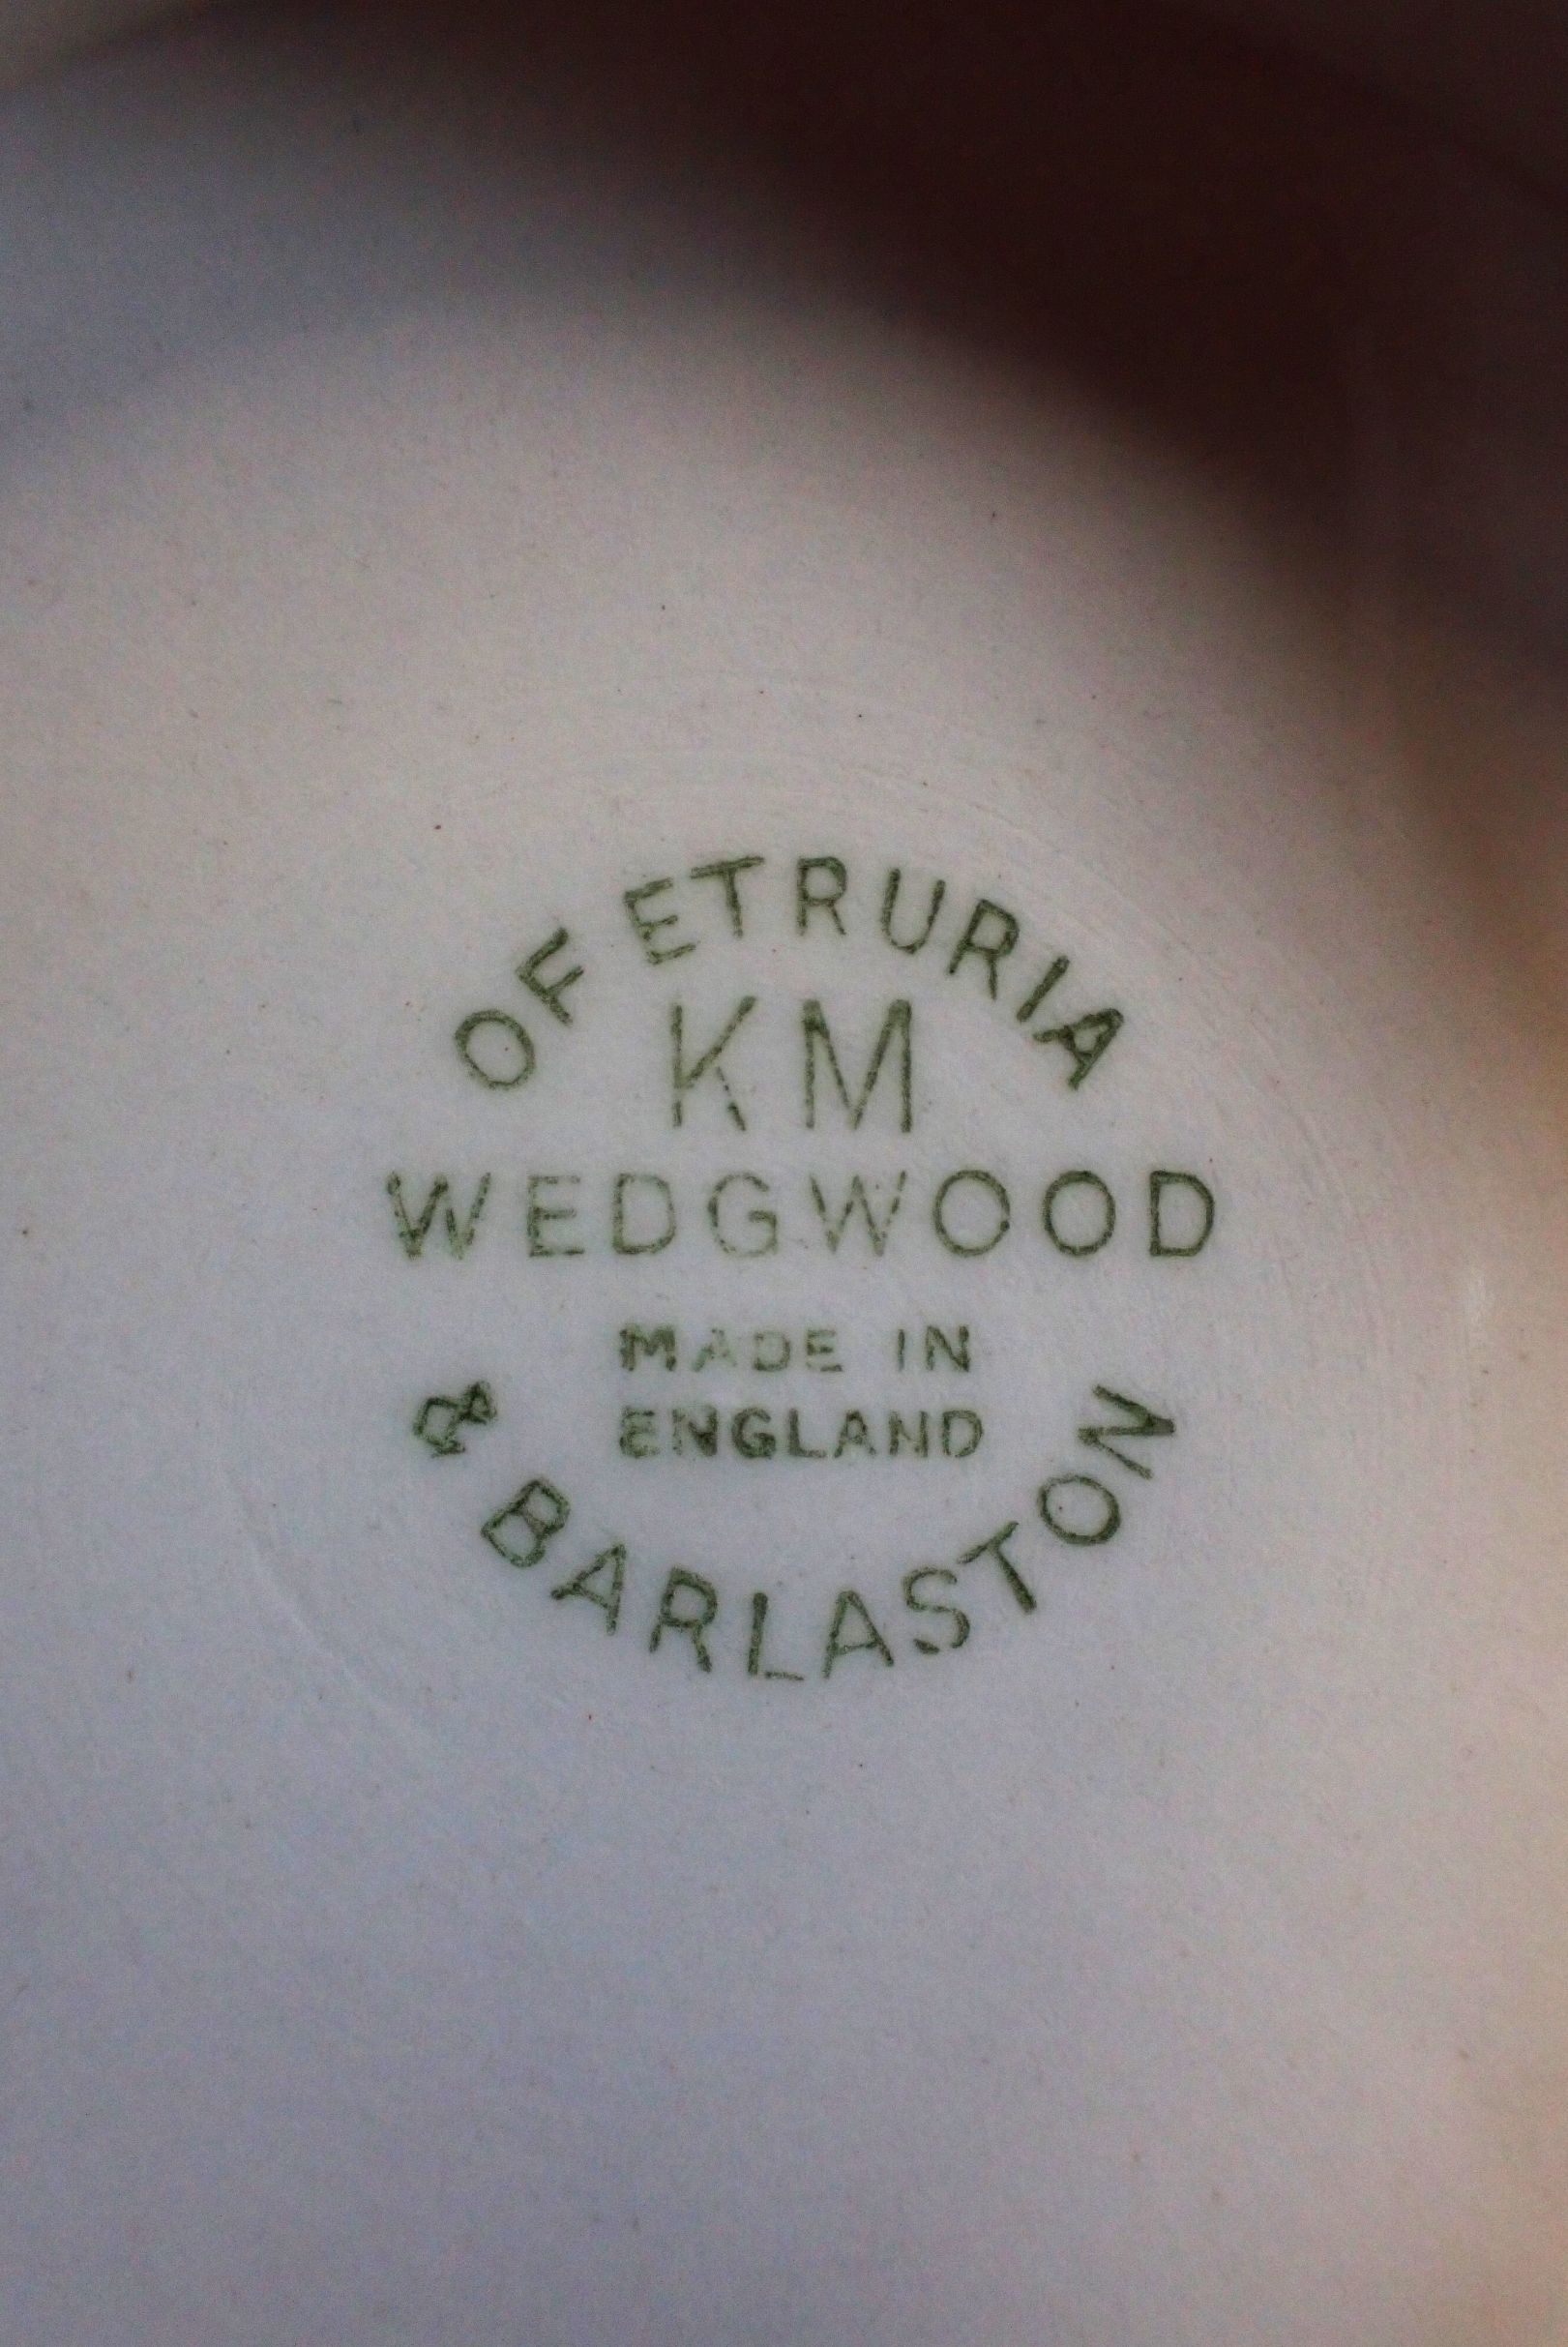 OF ETRURIA
KM
WEDGWOOD
MADE IN
ENGLAND
& BARLASTON